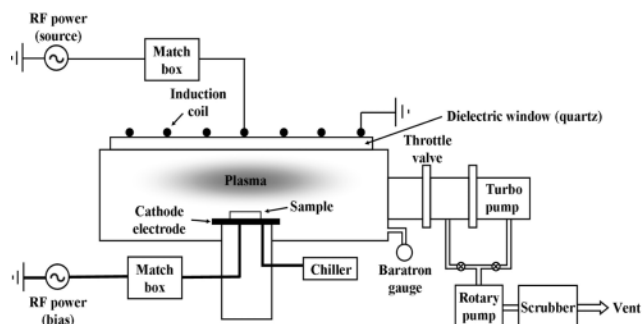 RF power
(source)
Match
box
Induction
coil
Dielectric window (quartz)
Throttle
valve
Plasma
Turbo
pump
Sample
Cathode
electrode
Match
box
Chiller
Baratron
gauge
RF power
(bias)
Rotary
pump
Scrubber
Vent